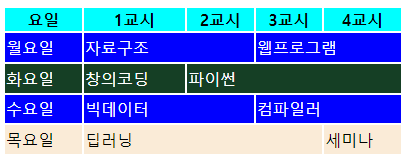 요일 1교시 2교시 3교시 4교시
월요일 자료구조 웹프로그램
화요일 창의코딩 파이썬
수요일 빅데이터 컴파일러
목요일 딥러닝 세미나